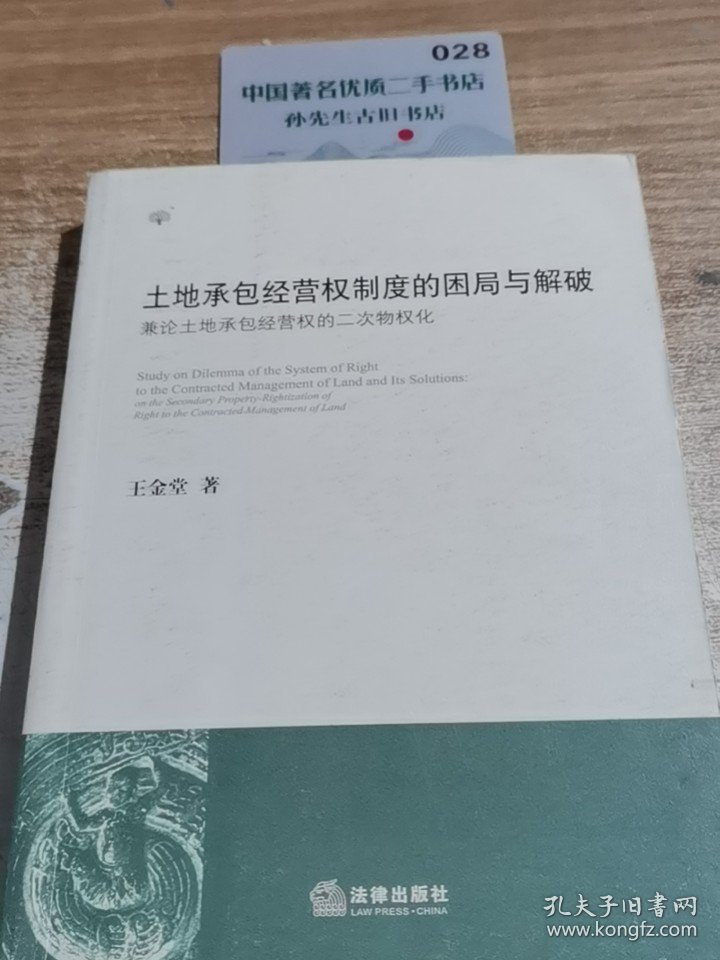 028
中国著名优质二手书店
孙先生古旧书店
土地承包经营权制度的困局与解破
兼论土地承包经营权的二次物权化
Study on Dilemma of the System of Right
to the Contracted Management of Land and Its Solutions:
on the Secondary Property-Rightization of
Right to the Contracted Management of Land
王金堂 著
法律出版社
LAW PRESS·CHINA
孔夫子旧书网
www.kongfz.com